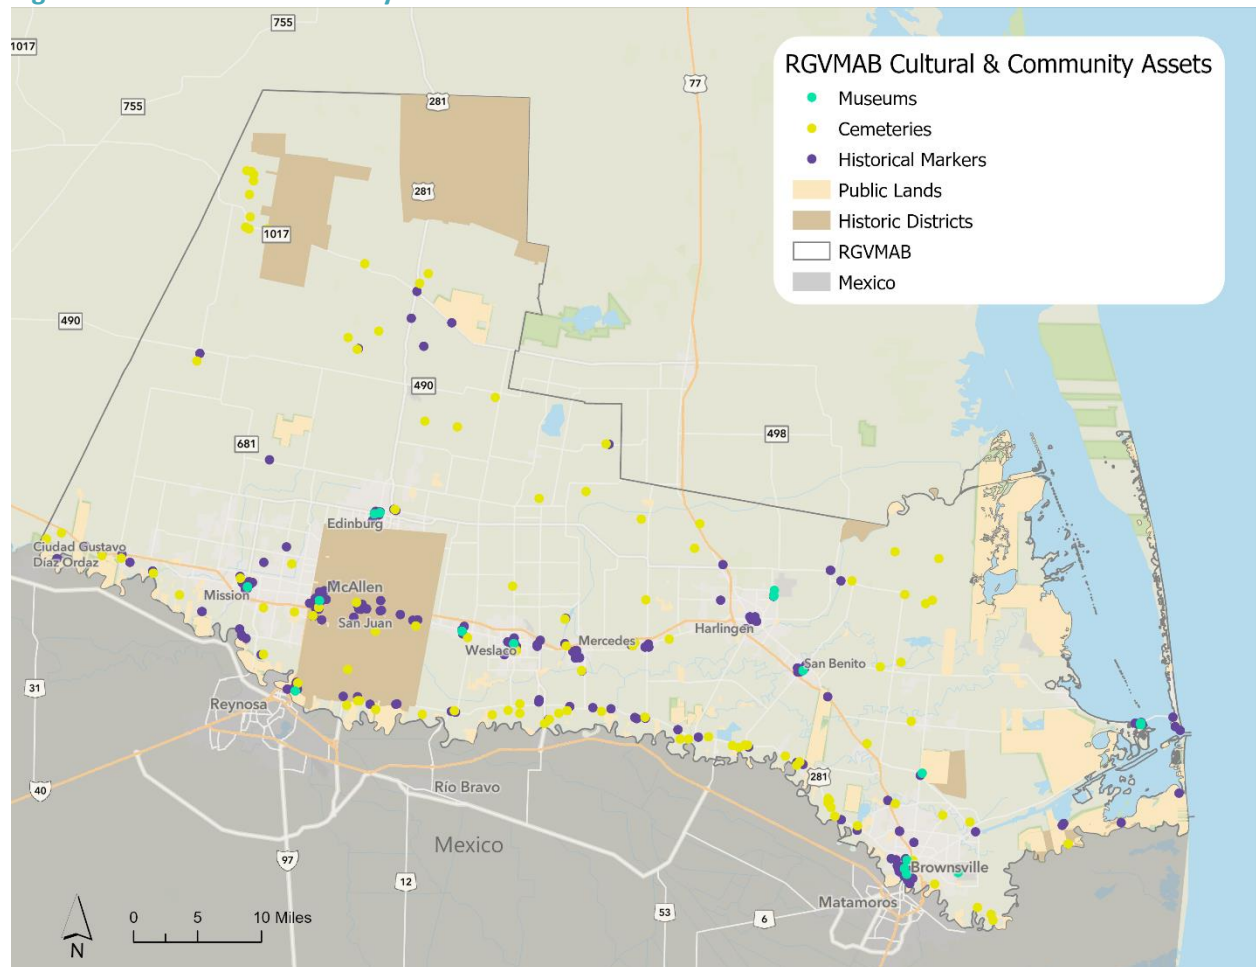 755
1017
77
755
281
RGVMAB Cultural & Community Assets
Museums
Cemeteries
Historical Markers
Public Lands
Historic Districts
RGVMAB
Mexico
281
1017
490
490
498
681
Edinburg
Ciudad Gustavo
Díaz Ordaz
McAllen
Mission
San Juan
Harlingen
Mercedes
Weslaco
San Benito
31
Reynosa
281
Río Bravo
40
Mexico
97
Brownsville
12
Matamoros
53
6
0 5 10 Miles
N